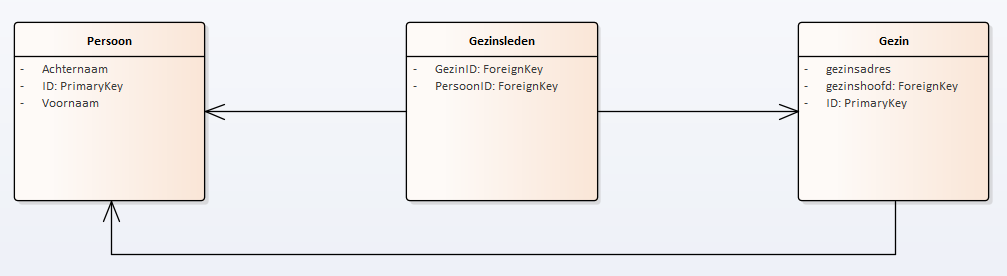 Persoon
- Achternaam
- ID: PrimaryKey
- Voornaam
Gezinsleden
- GezinID: ForeignKey
- PersoonID: ForeignKey
Gezin
- gezinsadres
- gezinshoofd: ForeignKey
- ID: PrimaryKey